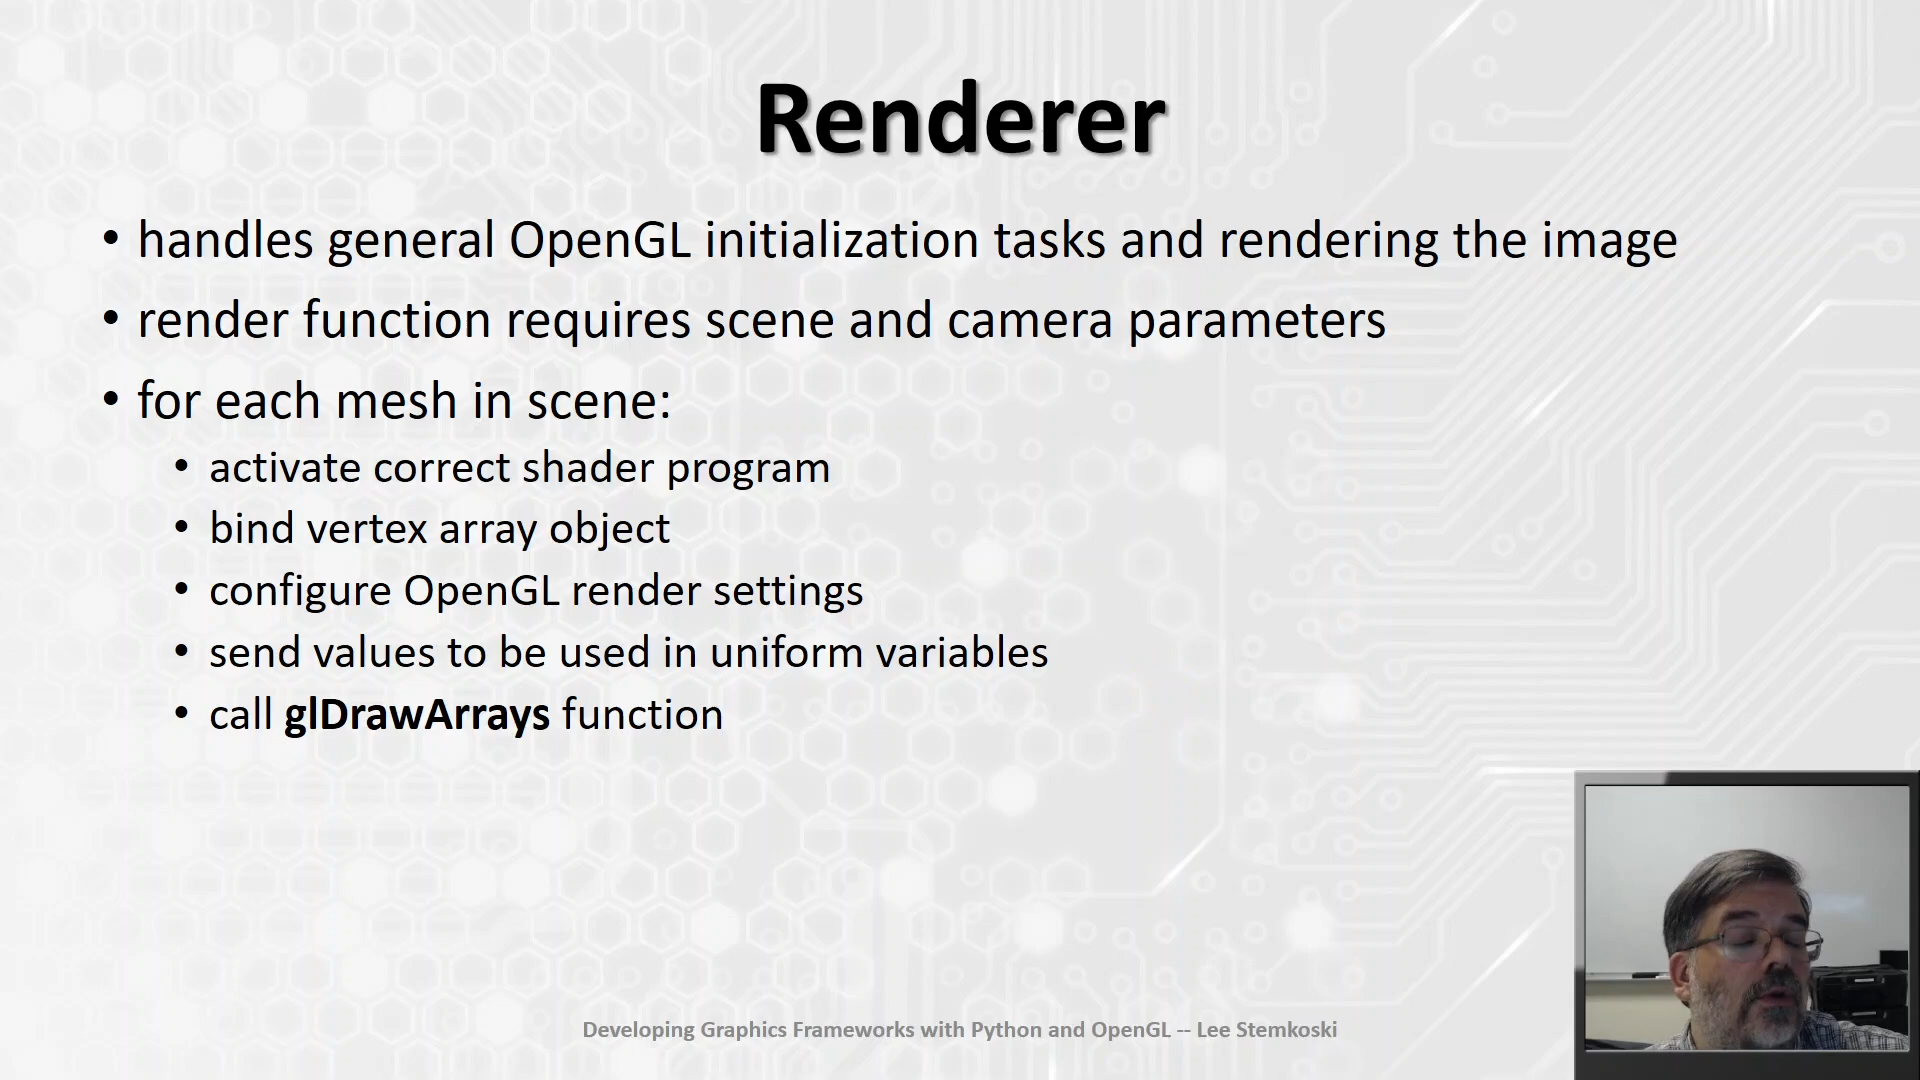 Renderer
• handles general OpenGL initialization tasks and rendering the image
• render function requires scene and camera parameters
• for each mesh in scene:
• activate correct shader program
• bind vertex array object
• configure OpenGL render settings
• send values to be used in uniform variables
• call glDrawArrays function
Developing Graphics Frameworks with Python and OpenGL -- Lee Stemkoski